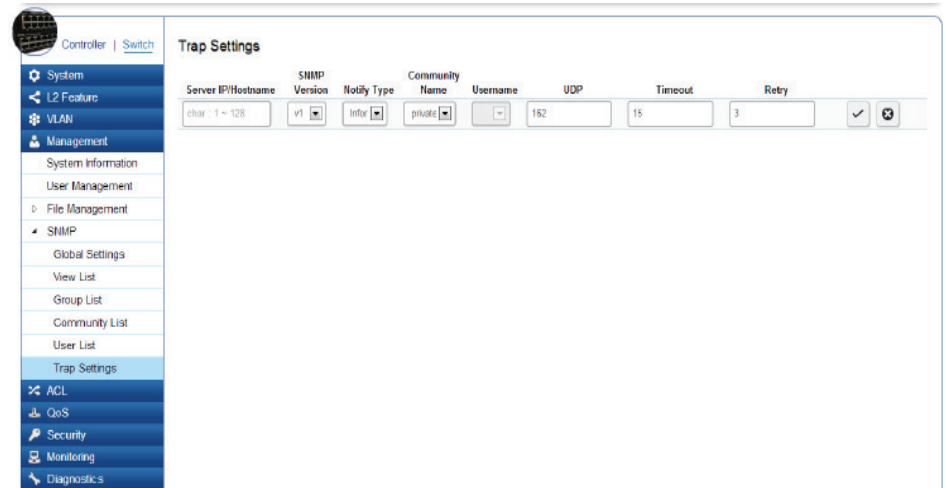 Controller | Switch
Trap Settings
System
L2 Feature
VLAN
Management
System Information
User Management
File Management
SNMP
Global Settings
View List
Group List
Community List
User List
Trap Settings
ACL
QoS
Security
Monitoring
Diagnostics
Server IP/Hostname
SNMP Version
Notify Type
Community Name
Username
UDP
Timeout
Retry
char : 1 ~ 128
v1
Infor
private
162
15
3